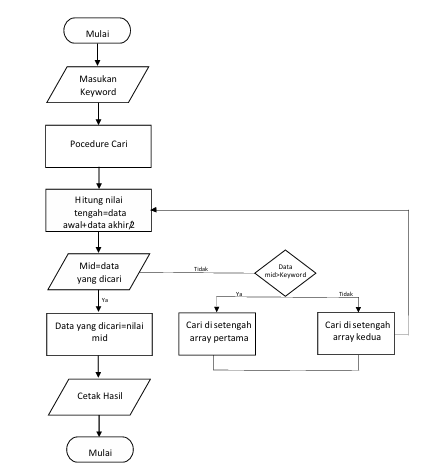 Mulai
Masukan
Keyword
Pocedure Cari
Hitung nilai
tengah=data
awal+data akhir/2
Mid=data
yang dicari
Tidak
Data
mid>Keyword
Ya
Ya
Tidak
Data yang dicari=nilai
mid
Cari di setengah
array pertama
Cari di setengah
array kedua
Cetak Hasil
Mulai